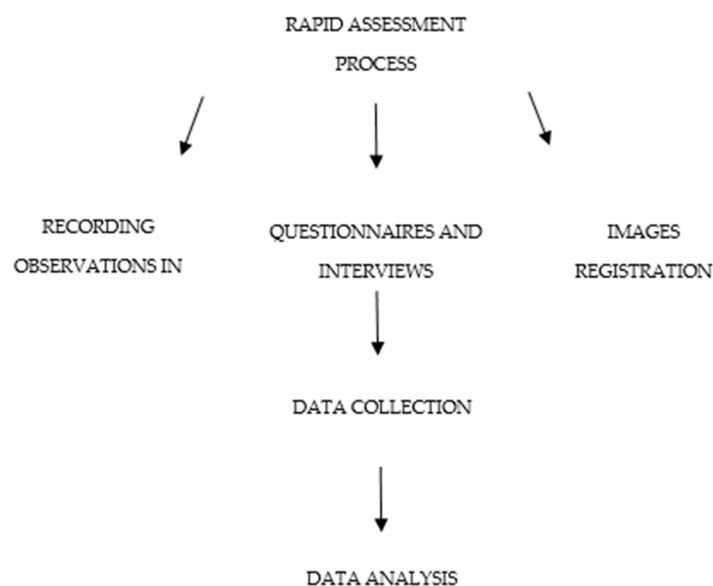 RAPID ASSESSMENT
PROCESS
RECORDING
OBSERVATIONS IN
QUESTIONNAIRES AND
INTERVIEWS
IMAGES
REGISTRATION
DATA COLLECTION
DATA ANALYSIS